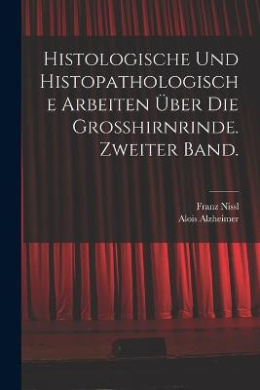 Histologische Und
Histopathologisch
e Arbeiten Über Die
Grosshirnrinde.
Zweiter Band.
Franz Nissl
Alois Alzheimer